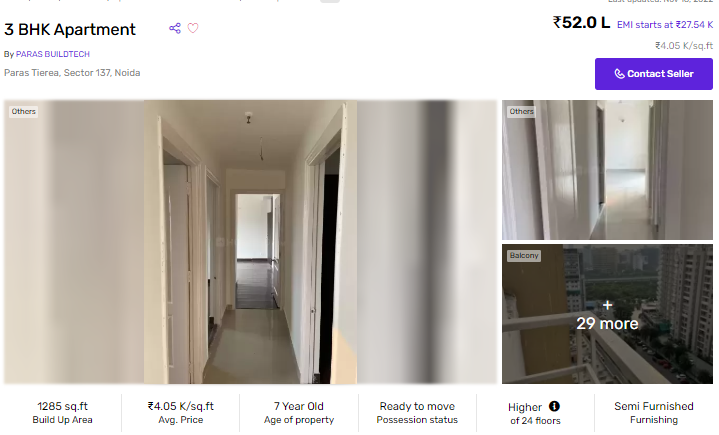 3 BHK Apartment
₹52.0 L EMI starts at ₹27.54 K
₹4.05 K/sq.ft
By PARAS BUILDTECH
Paras Tierea, Sector 137, Noida
Contact Seller
Others
Others
Balcony
+
29 more
1285 sq.ft
Build Up Area
₹4.05 K/sq.ft
Avg. Price
7 Year Old
Age of property
Ready to move
Possession status
Higher
of 24 floors
Semi Furnished
Furnishing